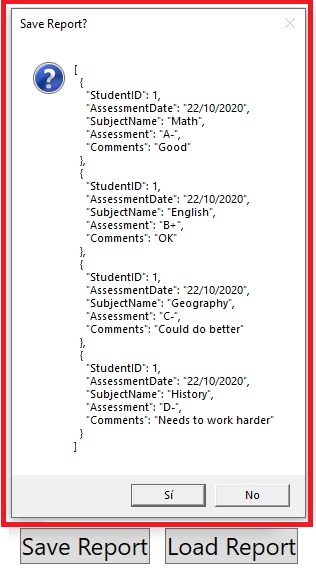 Save Report?
[
{
"StudentID": 1,
"AssessmentDate": "22/10/2020",
"SubjectName": "Math",
"Assessment": "A-",
"Comments": "Good"
},
{
"StudentID": 1,
"AssessmentDate": "22/10/2020",
"SubjectName": "English",
"Assessment": "B+",
"Comments": "OK"
},
{
"StudentID": 1,
"AssessmentDate": "22/10/2020",
"SubjectName": "Geography",
"Assessment": "C-",
"Comments": "Could do better"
},
{
"StudentID": 1,
"AssessmentDate": "22/10/2020",
"SubjectName": "History",
"Assessment": "D-",
"Comments": "Needs to work harder"
}
]
Sí No
Save Report Load Report